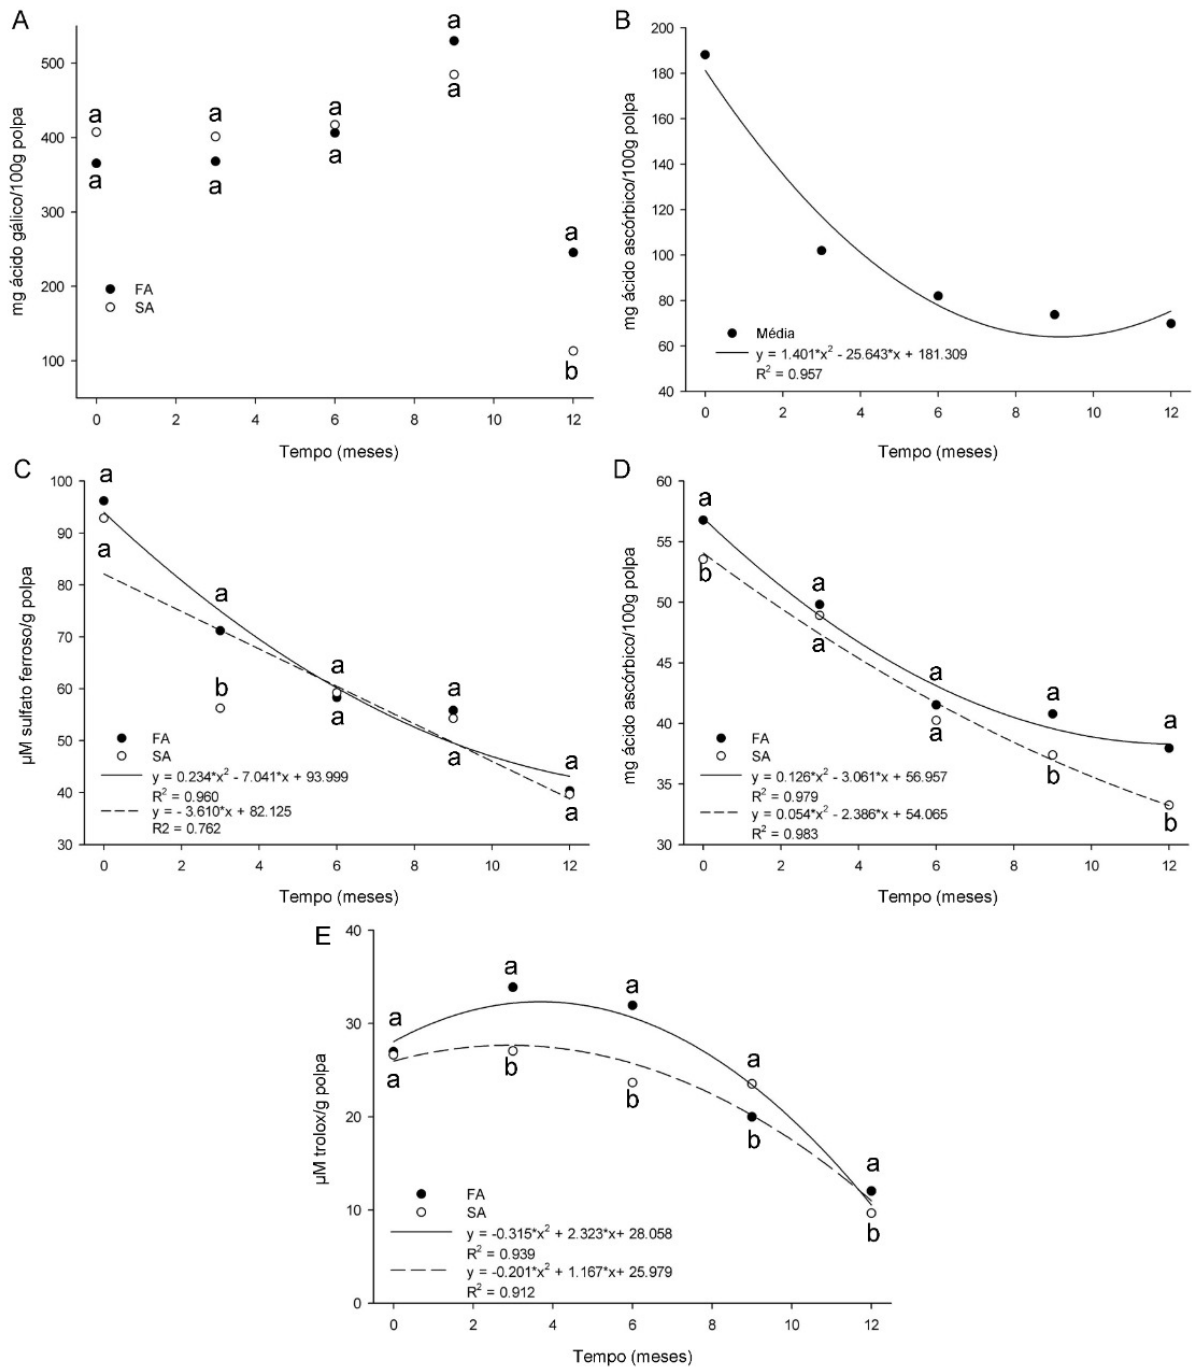 A
mg ácido gálico/100g polpa
500
400
300
200
100
a
a
a
a
a
a
a
a
a
b
FA
SA
0 2 4 6 8 10 12
Tempo (meses)
B
mg ácido ascórbico/100g polpa
200
180
160
140
120
100
80
60
40
Média
y = 1.401*x² - 25.643*x + 181.309
R² = 0.957
0 2 4 6 8 10 12
Tempo (meses)
C
µM sulfato ferroso/g polpa
100
90
80
70
60
50
40
30
a
a
a
b
a
a
a
a
a
a
FA
SA
y = 0.234*x² - 7.041*x + 93.999
R² = 0.960
y = - 3.610*x + 82.125
R2 = 0.762
0 2 4 6 8 10 12
Tempo (meses)
D
mg ácido ascórbico/100g polpa
60
55
50
45
40
35
30
a
b
a
a
a
a
a
b
a
b
FA
SA
y = 0.126*x² - 3.061*x + 56.957
R² = 0.979
y = 0.054*x² - 2.386*x + 54.065
R² = 0.983
0 2 4 6 8 10 12
Tempo (meses)
E
µM trolox/g polpa
40
30
20
10
0
a
a
a
b
a
b
a
b
a
b
FA
SA
y = -0.315*x² + 2.323*x+ 28.058
R² = 0.939
y = -0.201*x² + 1.167*x+ 25.979
R² = 0.912
0 2 4 6 8 10 12
Tempo (meses)